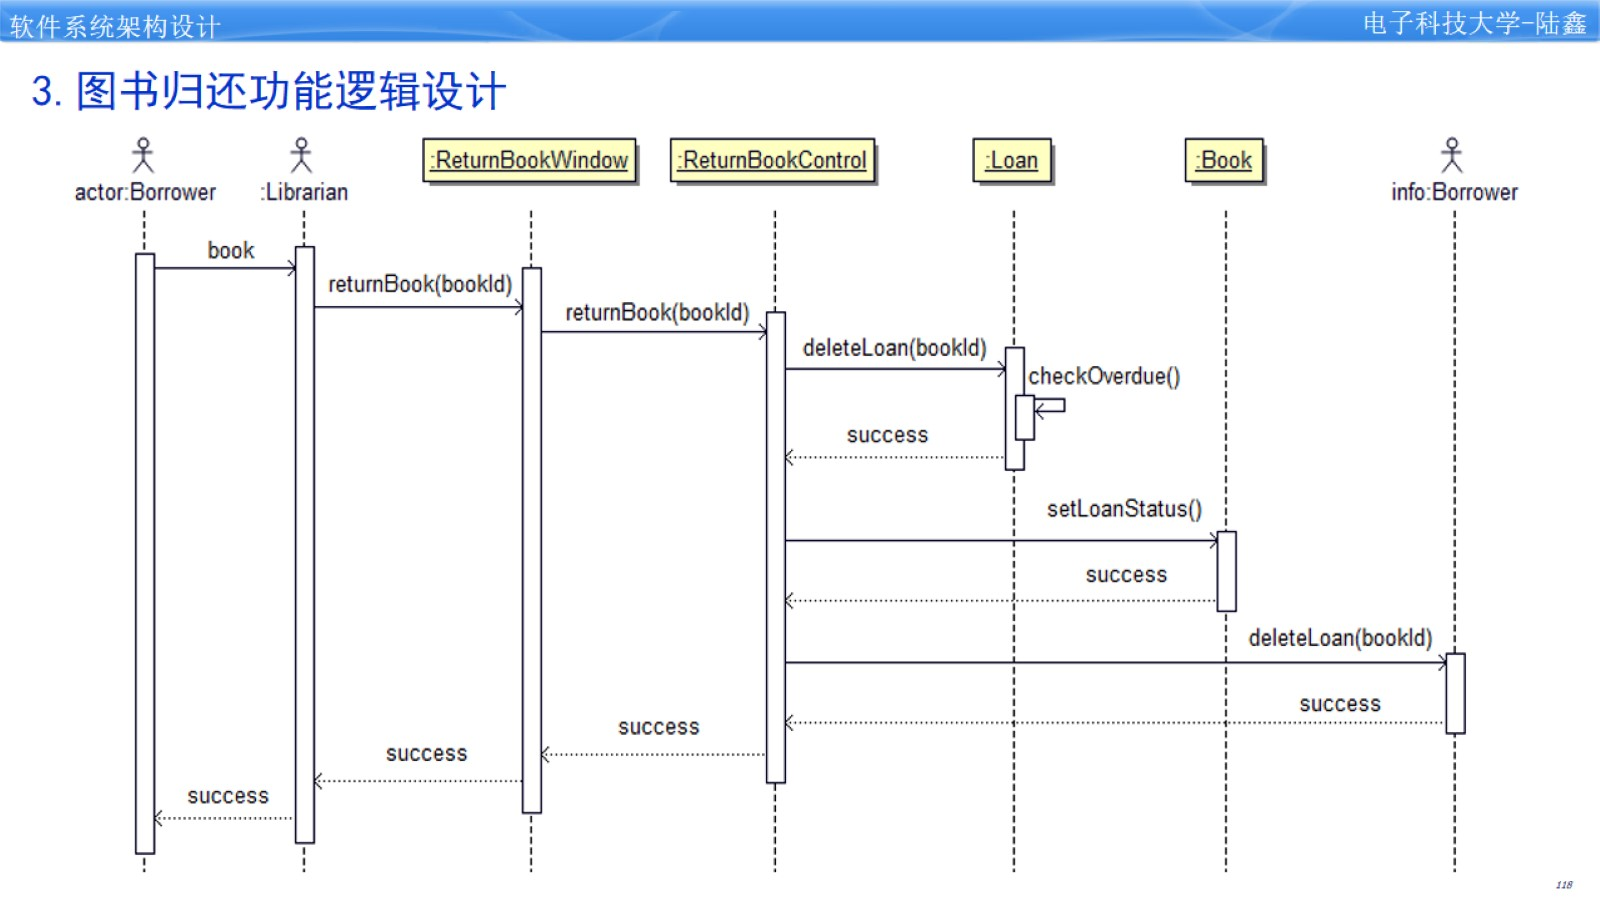 软件系统架构设计
电子科技大学-陆鑫
3. 图书归还功能逻辑设计
actor:Borrower
:Librarian
:ReturnBookWindow
:ReturnBookControl
:Loan
:Book
info:Borrower
book
returnBook(bookId)
returnBook(bookId)
deleteLoan(bookId)
checkOverdue()
success
setLoanStatus()
success
deleteLoan(bookId)
success
success
success
success
118